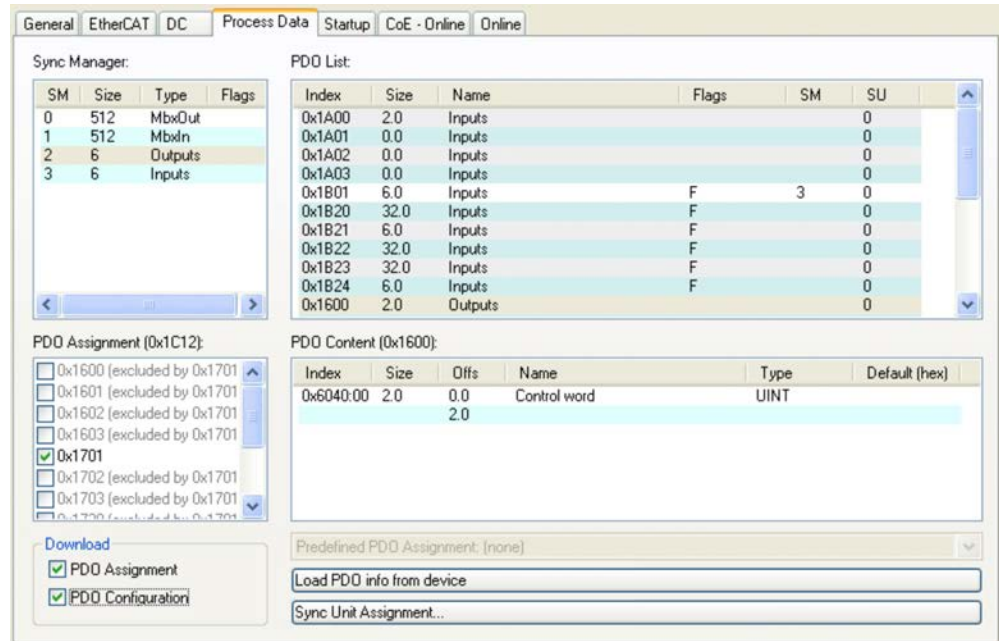 General EtherCAT DC Process Data Startup CoE - Online Online
Sync Manager:
SM Size Type Flags
0 512 MbxOut
1 512 MbxIn
2 6 Outputs
3 6 Inputs
PDO List:
Index Size Name Flags SM SU
0x1A00 2.0 Inputs 0
0x1A01 0.0 Inputs 0
0x1A02 0.0 Inputs 0
0x1A03 0.0 Inputs 0
0x1B01 6.0 Inputs F 3 0
0x1B20 32.0 Inputs F 0
0x1B21 6.0 Inputs F 0
0x1B22 32.0 Inputs F 0
0x1B23 32.0 Inputs F 0
0x1B24 6.0 Inputs F 0
0x1600 2.0 Outputs 0
PDO Assignment (0x1C12):
0x1600 (excluded by 0x1701
0x1601 (excluded by 0x1701
0x1602 (excluded by 0x1701
0x1603 (excluded by 0x1701
0x1701
0x1702 (excluded by 0x1701
0x1703 (excluded by 0x1701
PDO Content (0x1600):
Index Size Offs Name Type Default (hex)
0x6040:00 2.0 0.0 Control word UINT
2.0
Download
PDO Assignment
PDO Configuration
Predefined PDO Assignment: (none)
Load PDO info from device
Sync Unit Assignment...